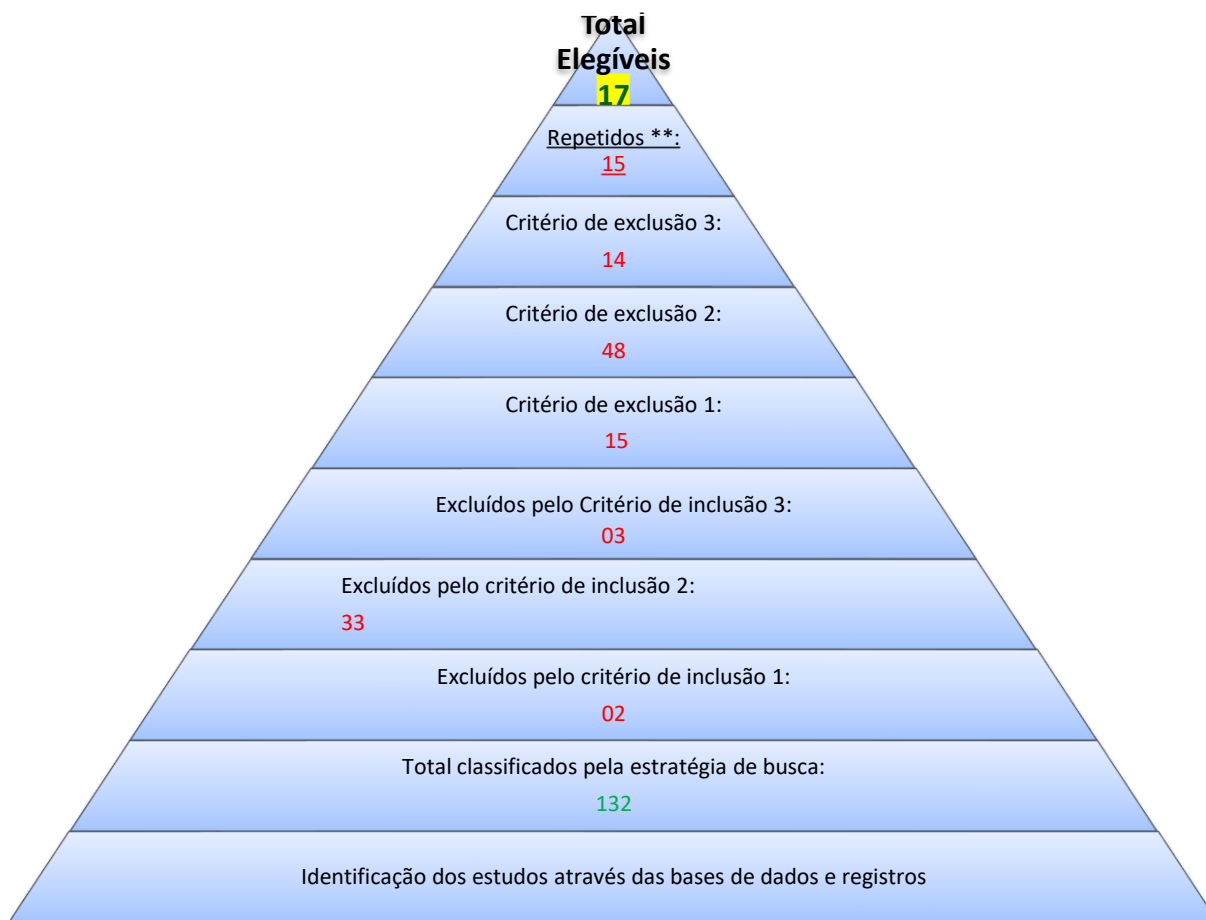 Total
Elegíveis
17
Repetidos **:
15
Critério de exclusão 3:
14
Critério de exclusão 2:
48
Critério de exclusão 1:
15
Excluídos pelo Critério de inclusão 3:
03
Excluídos pelo critério de inclusão 2:
33
Excluídos pelo critério de inclusão 1:
02
Total classificados pela estratégia de busca:
132
Identificação dos estudos através das bases de dados e registros